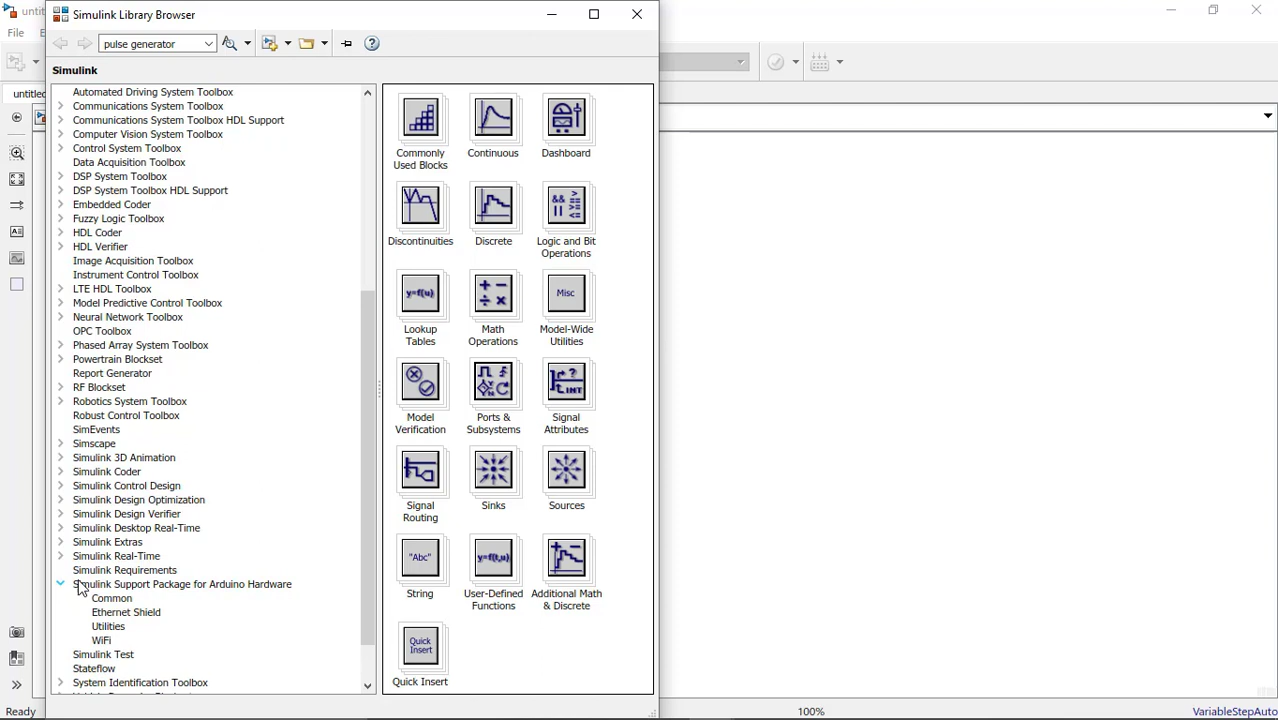 untit
Simulink Library Browser
File
E
pulse generator
Simulink
untitled
Automated Driving System Toolbox
Communications System Toolbox
Communications System Toolbox HDL Support
Computer Vision System Toolbox
Control System Toolbox
Data Acquisition Toolbox
DSP System Toolbox
DSP System Toolbox HDL Support
Embedded Coder
Fuzzy Logic Toolbox
HDL Coder
HDL Verifier
Image Acquisition Toolbox
Instrument Control Toolbox
LTE HDL Toolbox
Model Predictive Control Toolbox
Neural Network Toolbox
OPC Toolbox
Phased Array System Toolbox
Powertrain Blockset
Report Generator
RF Blockset
Robotics System Toolbox
Robust Control Toolbox
SimEvents
Simscape
Simulink 3D Animation
Simulink Coder
Simulink Control Design
Simulink Design Optimization
Simulink Design Verifier
Simulink Desktop Real-Time
Simulink Extras
Simulink Real-Time
Simulink Requirements
Simulink Support Package for Arduino Hardware
Common
Ethernet Shield
Utilities
WiFi
Simulink Test
Stateflow
System Identification Toolbox
Commonly
Used Blocks
Continuous
Dashboard
Discontinuities
Discrete
&& >=
|| <=
Logic and Bit
Operations
y=f(u)
Lookup
Tables
+ −
÷ ×
Math
Operations
Misc
Model-Wide
Utilities
Model
Verification
Ports &
Subsystems
?
INT
Signal
Attributes
Signal
Routing
Sinks
Sources
"Abc"
String
y=f(t,u)
User-Defined
Functions
+ −
Additional Math
& Discrete
Quick
Insert
Quick Insert
Ready
100%
VariableStepAuto